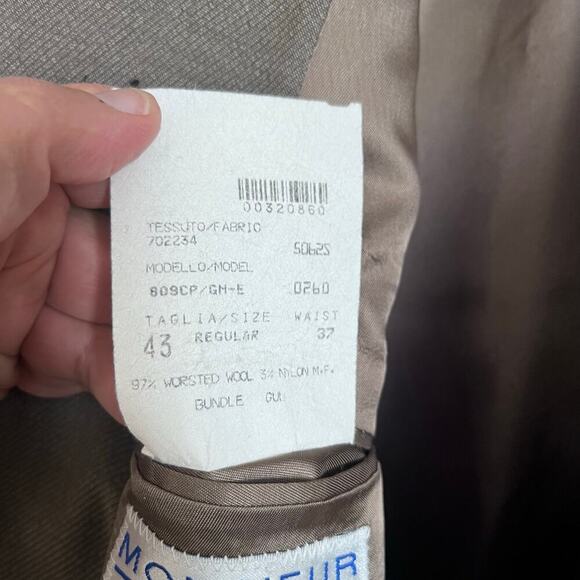 00320860
TESSUTO/FABRIC
702234 50625
MODELLO/MODEL
809CP/GM-E 0260
TAGLIA/SIZE WAIST
43 REGULAR 37
97% WORSTED WOOL 3% NYLON M.F.
BUNDLE